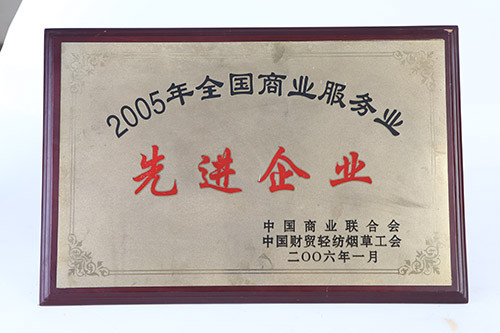 2005年全国商业服务业
先进企业
中国商业联合会
中国财贸轻纺烟草工会
二OO六年一月